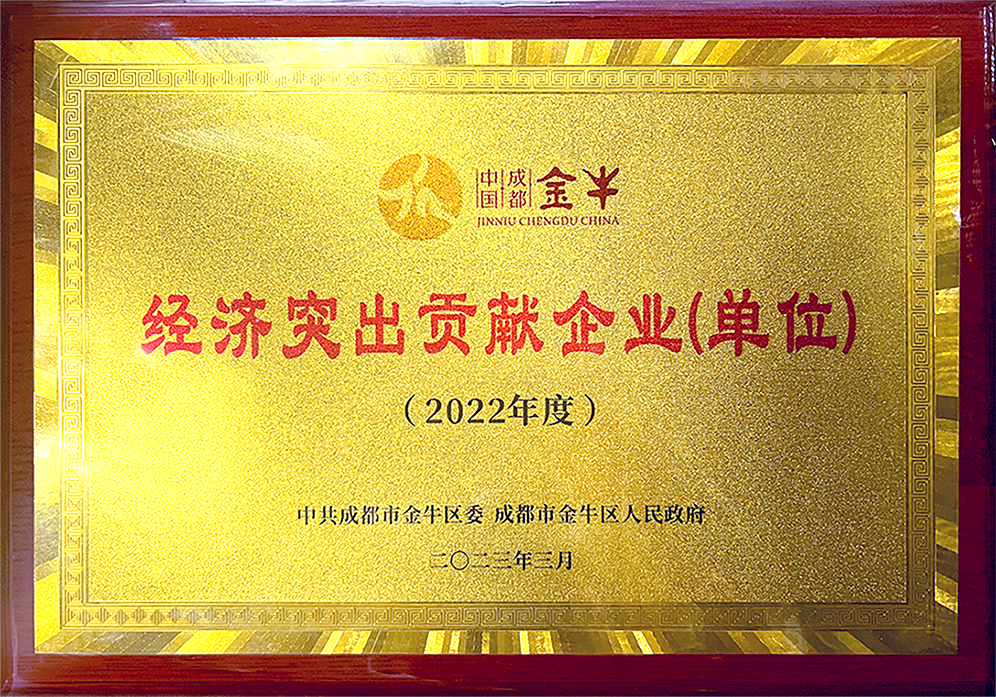 中国 成都 金牛
JINNIU CHENGDU CHINA
经济突出贡献企业(单位)
（2022年度）
中共成都市金牛区委 成都市金牛区人民政府
二〇二三年三月